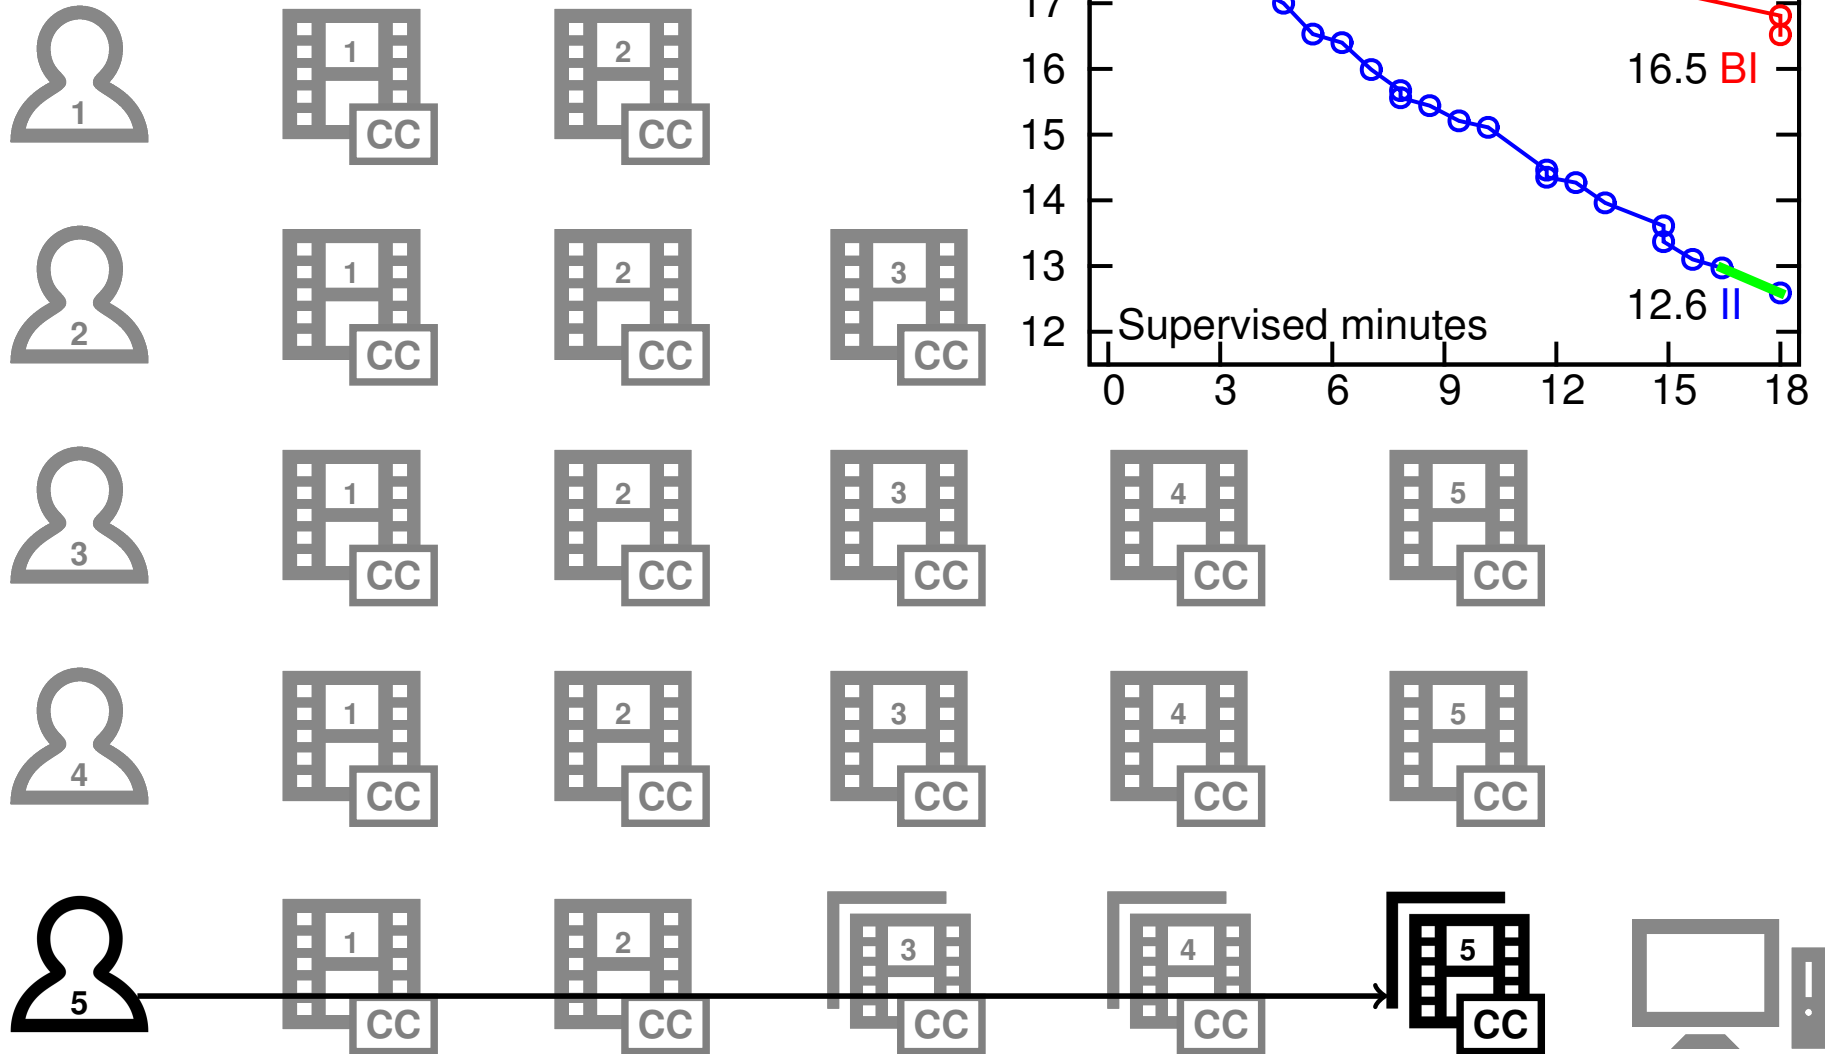 17
16.5 BI
16
15
14
13
12.6 II
12
Supervised minutes
0 3 6 9 12 15 18
1 1 CC 2 CC
2 1 CC 2 CC 3 CC
3 1 CC 2 CC 3 CC 4 CC 5 CC
4 1 CC 2 CC 3 CC 4 CC 5 CC
5 1 CC 2 CC 3 CC 4 CC 5 CC